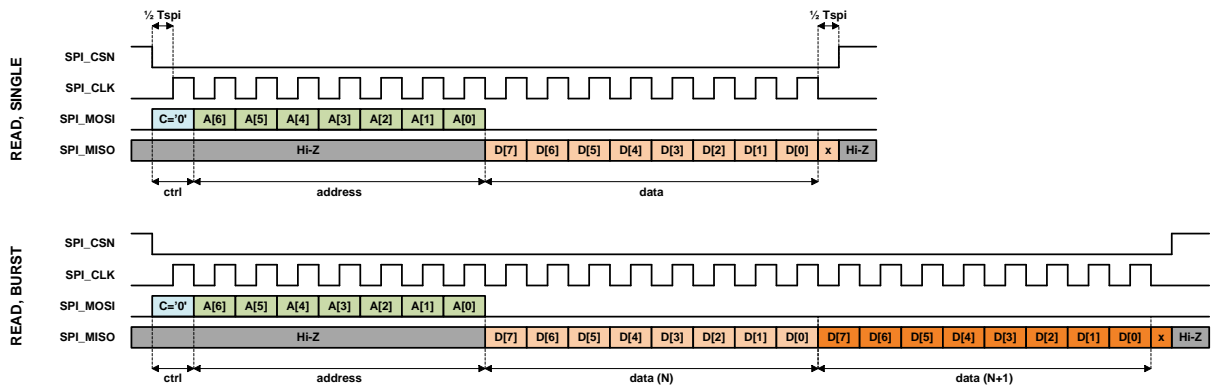 ½ Tspi ½ Tspi
READ, SINGLE
SPI_CSN
SPI_CLK
SPI_MOSI C='0' A[6] A[5] A[4] A[3] A[2] A[1] A[0]
SPI_MISO Hi-Z D[7] D[6] D[5] D[4] D[3] D[2] D[1] D[0] x Hi-Z
ctrl address data
READ, BURST
SPI_CSN
SPI_CLK
SPI_MOSI C='0' A[6] A[5] A[4] A[3] A[2] A[1] A[0]
SPI_MISO Hi-Z D[7] D[6] D[5] D[4] D[3] D[2] D[1] D[0] D[7] D[6] D[5] D[4] D[3] D[2] D[1] D[0] x Hi-Z
ctrl address data (N) data (N+1)